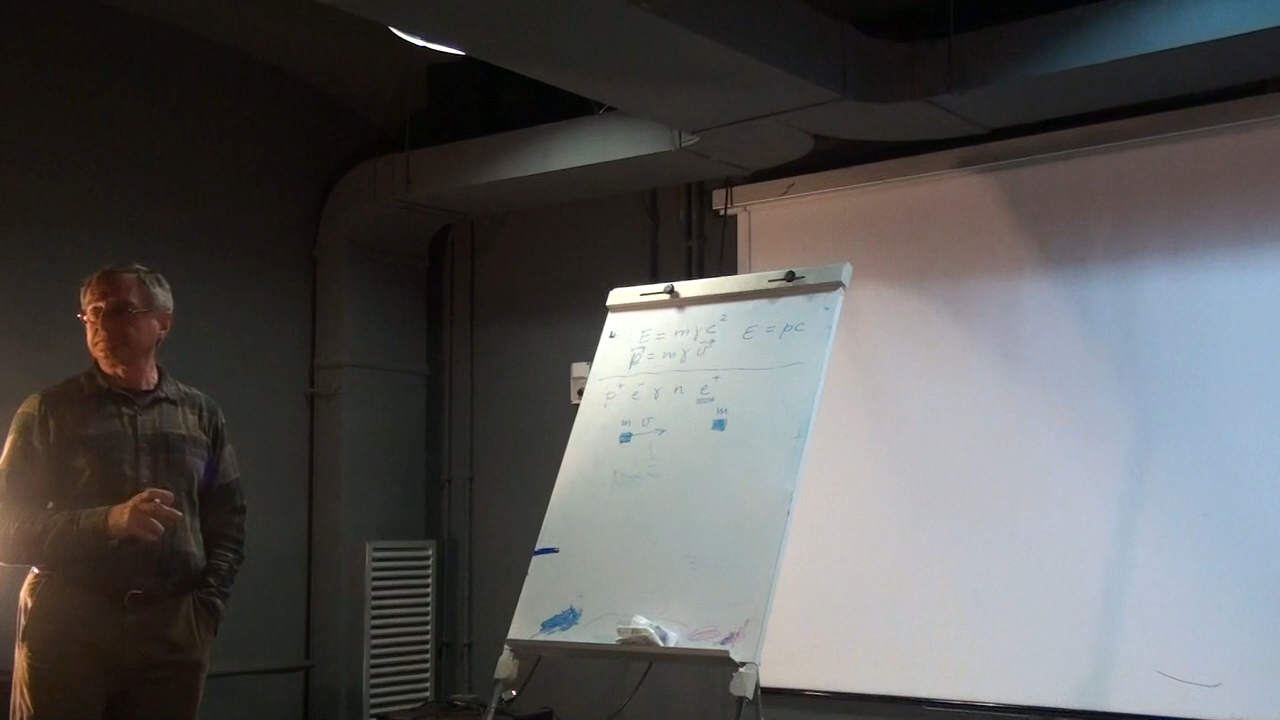 E = mγc² E = pc
p⃗ = mγv⃗
p⁺ e⁻ γ n e⁺
m v m